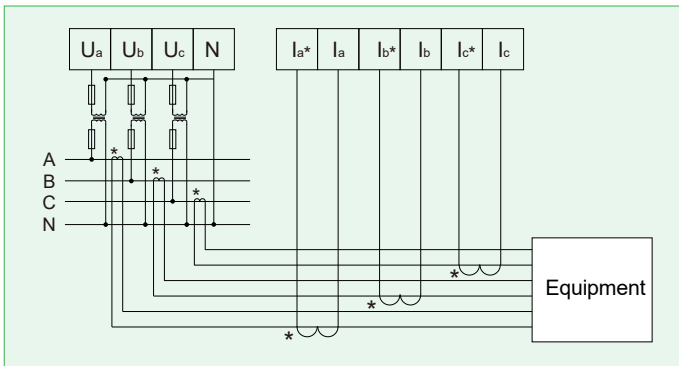 Ua Ub Uc N Ia* Ia Ib* Ib Ic* Ic
A *
B *
C *
N
*
Equipment
*
*